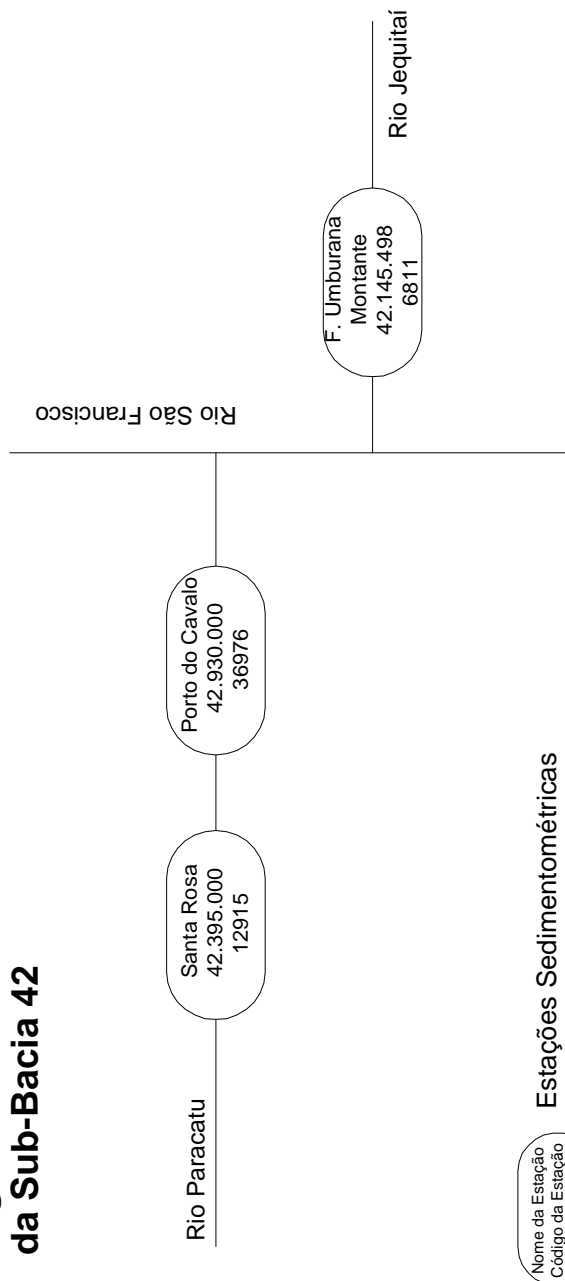 da Sub-Bacia 42
Rio São Francisco
Rio Paracatu
Santa Rosa
42.395.000
12915
Porto do Cavalo
42.930.000
36976
F. Umburana
Montante
42.145.498
6811
Rio Jequitaí
Nome da Estação
Código da Estação
Estações Sedimentométricas